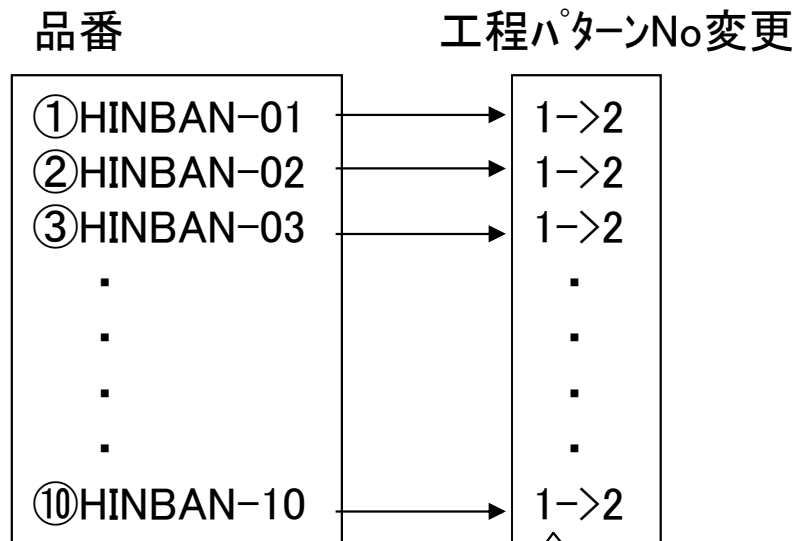 品番 工程ﾊﾟﾀｰﾝNo変更
①HINBAN-01 1->2
②HINBAN-02 1->2
③HINBAN-03 1->2
・ ・
・ ・
・ ・
・ ・
⑩HINBAN-10 1->2